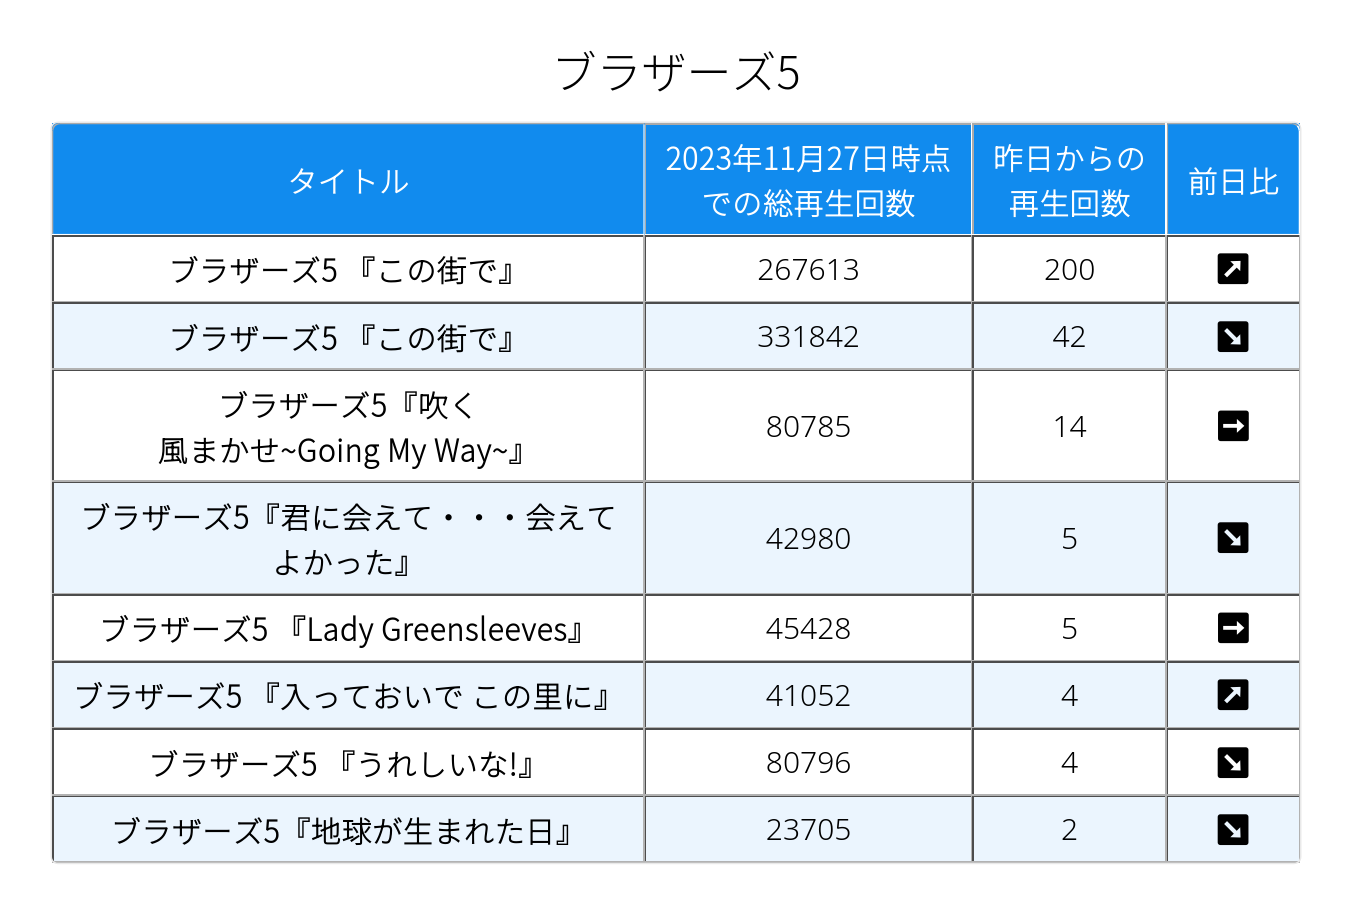 ブラザーズ5
タイトル
2023年11月27日時点
での総再生回数
昨日からの
再生回数
前日比
ブラザーズ5 『この街で』
267613
200
↗
ブラザーズ5 『この街で』
331842
42
↘
ブラザーズ5『吹く
風まかせ~Going My Way~』
80785
14
→
ブラザーズ5『君に会えて・・・会えて
よかった』
42980
5
↘
ブラザーズ5 『Lady Greensleeves』
45428
5
→
ブラザーズ5 『入っておいで この里に』
41052
4
↗
ブラザーズ5 『うれしいな!』
80796
4
↘
ブラザーズ5『地球が生まれた日』
23705
2
↘